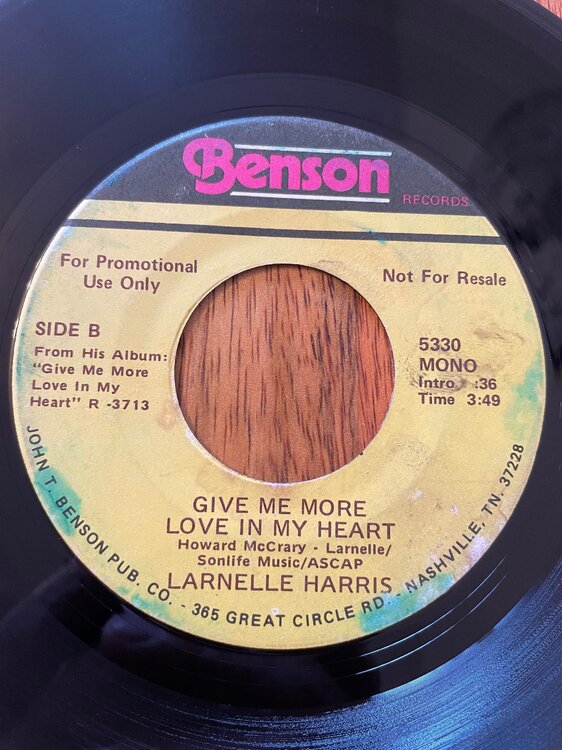 Benson
RECORDS
For Promotional
Use Only
Not For Resale
SIDE B
From His Album:
"Give Me More
Love In My
Heart" R -3713
5330
MONO
Intro :36
Time 3:49
GIVE ME MORE
LOVE IN MY HEART
Howard McCrary - Larnelle/
Sonlife Music/ASCAP
LARNELLE HARRIS
JOHN T. BENSON PUB. CO. - 365 GREAT CIRCLE RD. - NASHVILLE, TN. 37228